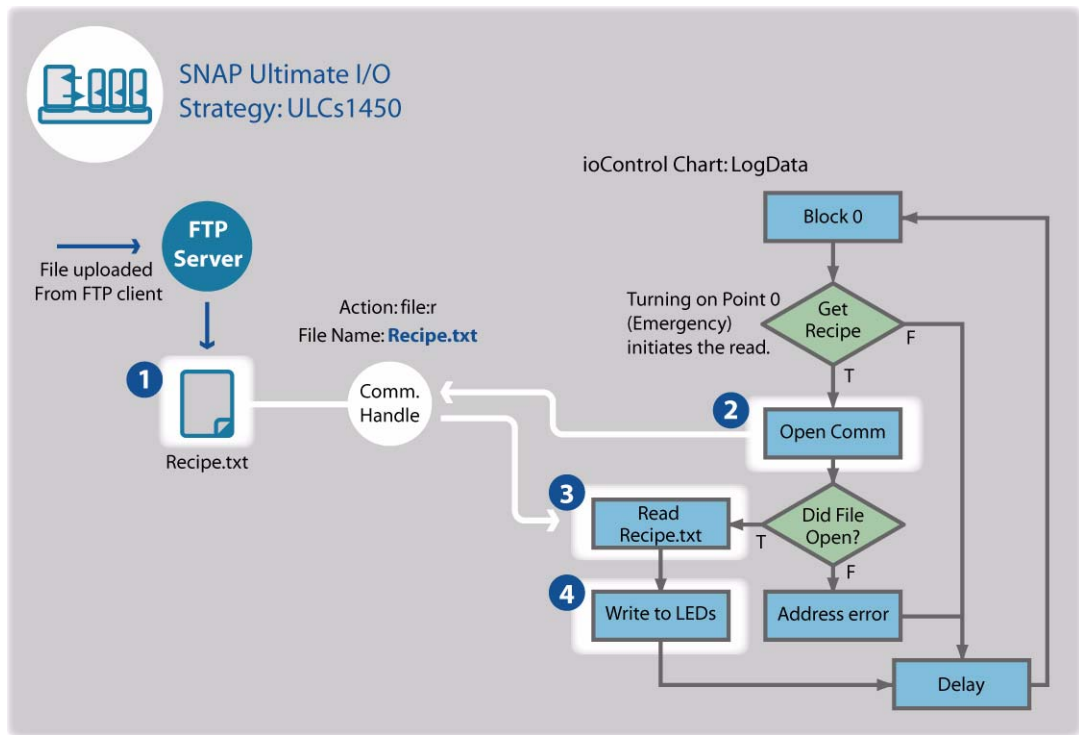 SNAP Ultimate I/O
Strategy: ULCs1450
ioControl Chart: LogData
FTP
Server
File uploaded
From FTP client
Action: file:r
File Name: Recipe.txt
1
Recipe.txt
Comm.
Handle
Block 0
Turning on Point 0
(Emergency)
initiates the read.
Get
Recipe
F
T
2
Open Comm
3
Read
Recipe.txt
Did File
Open?
T
F
4
Write to LEDs
Address error
Delay